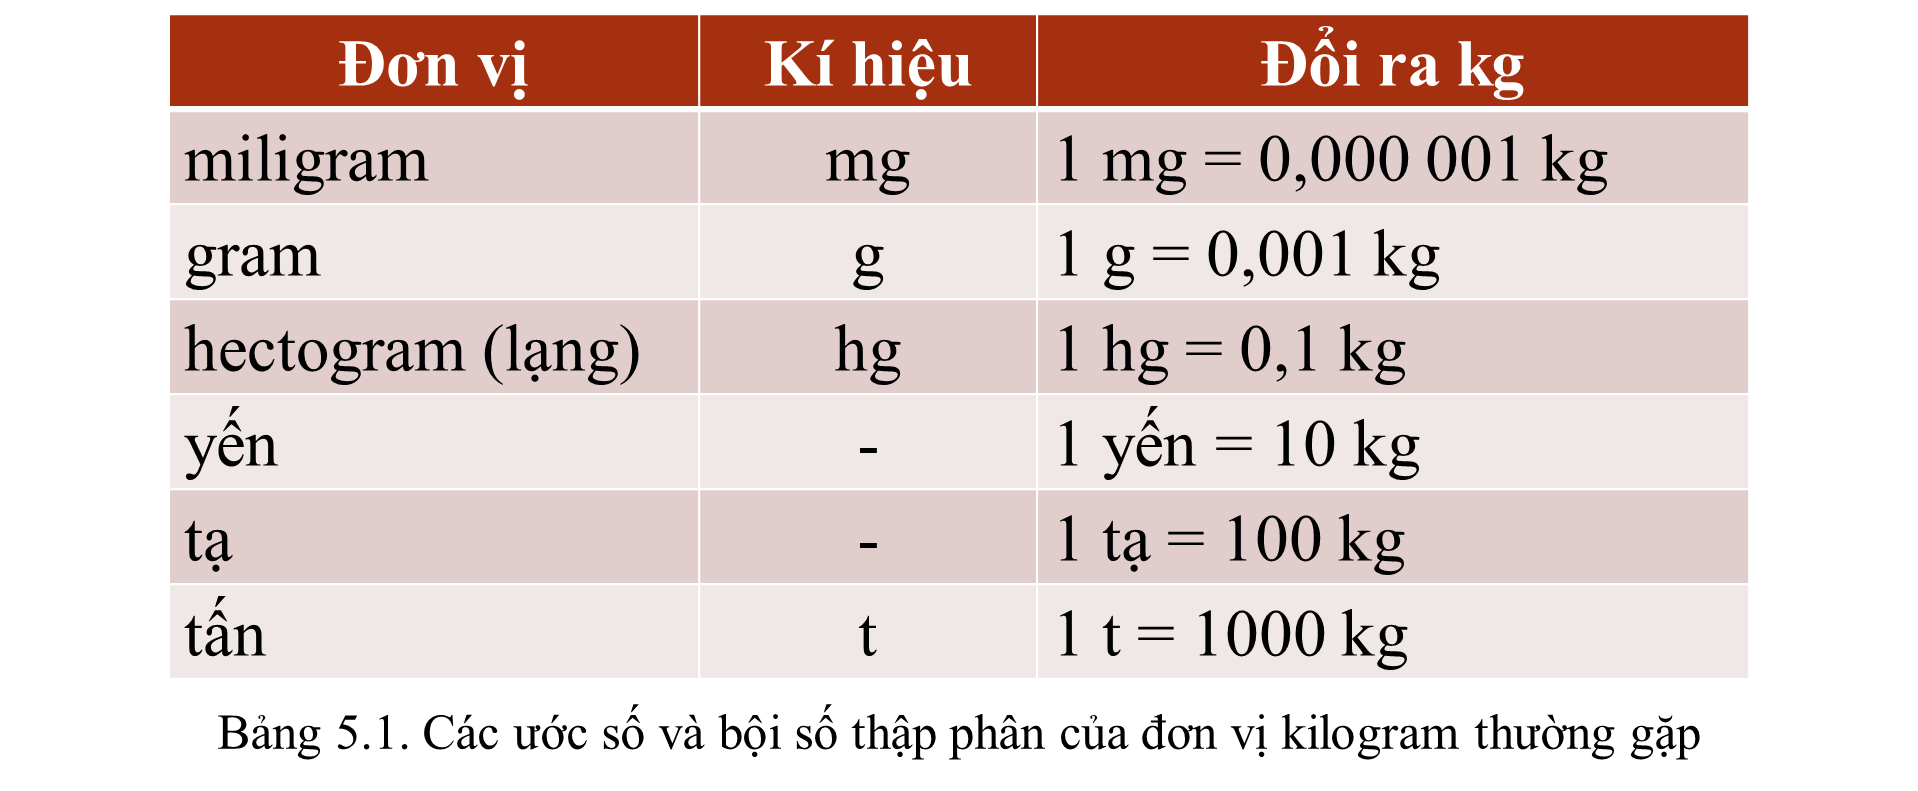 Đơn vị Kí hiệu Đổi ra kg
miligram mg 1 mg = 0,000 001 kg
gram g 1 g = 0,001 kg
hectogram (lạng) hg 1 hg = 0,1 kg
yến - 1 yến = 10 kg
tạ - 1 tạ = 100 kg
tấn t 1 t = 1000 kg
Bảng 5.1. Các ước số và bội số thập phân của đơn vị kilogram thường gặp